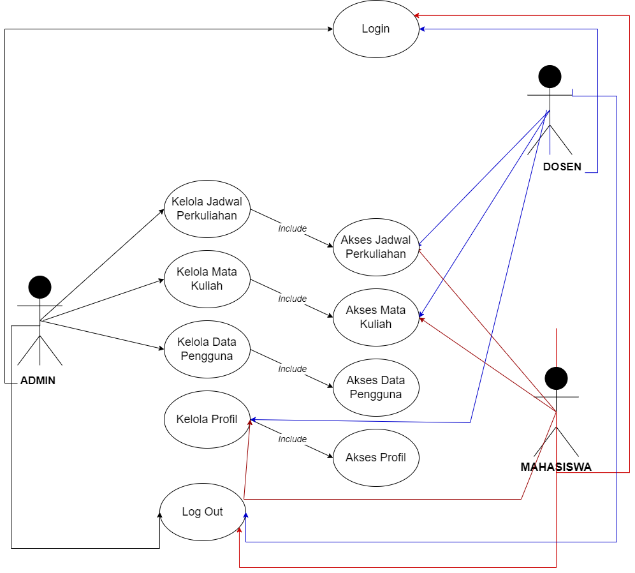 Login
DOSEN
Kelola Jadwal
Perkuliahan
Include
Akses Jadwal
Perkuliahan
Kelola Mata
Kuliah
Include
Akses Mata
Kuliah
ADMIN
Kelola Data
Pengguna
Include
Akses Data
Pengguna
Kelola Profil
Include
Akses Profil
MAHASISWA
Log Out